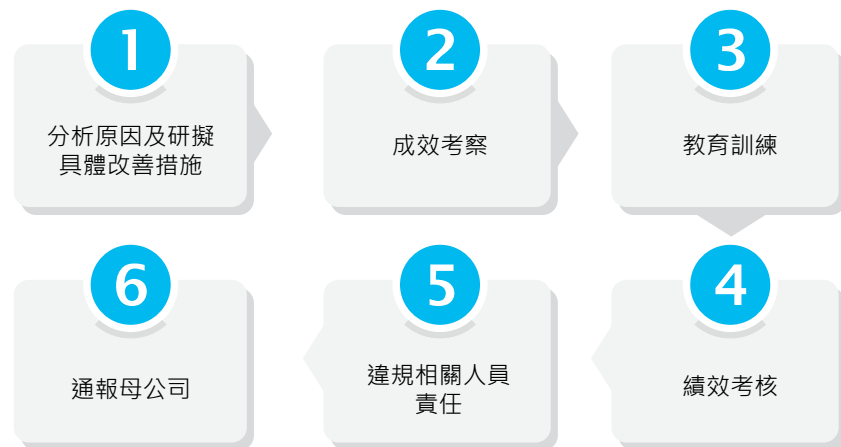 1
分析原因及研擬
具體改善措施
2
成效考察
3
教育訓練
4
績效考核
5
違規相關人員
責任
6
通報母公司